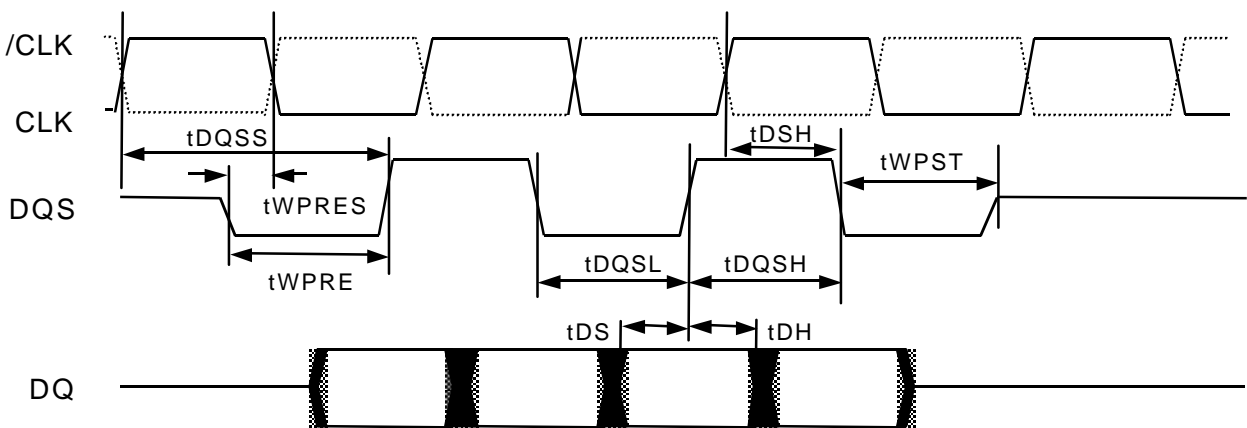 /CLK
CLK
tDQSS
tDSH
tWPST
DQS
tWPRES
tWPRE
tDQSL
tDQSH
tDS
tDH
DQ